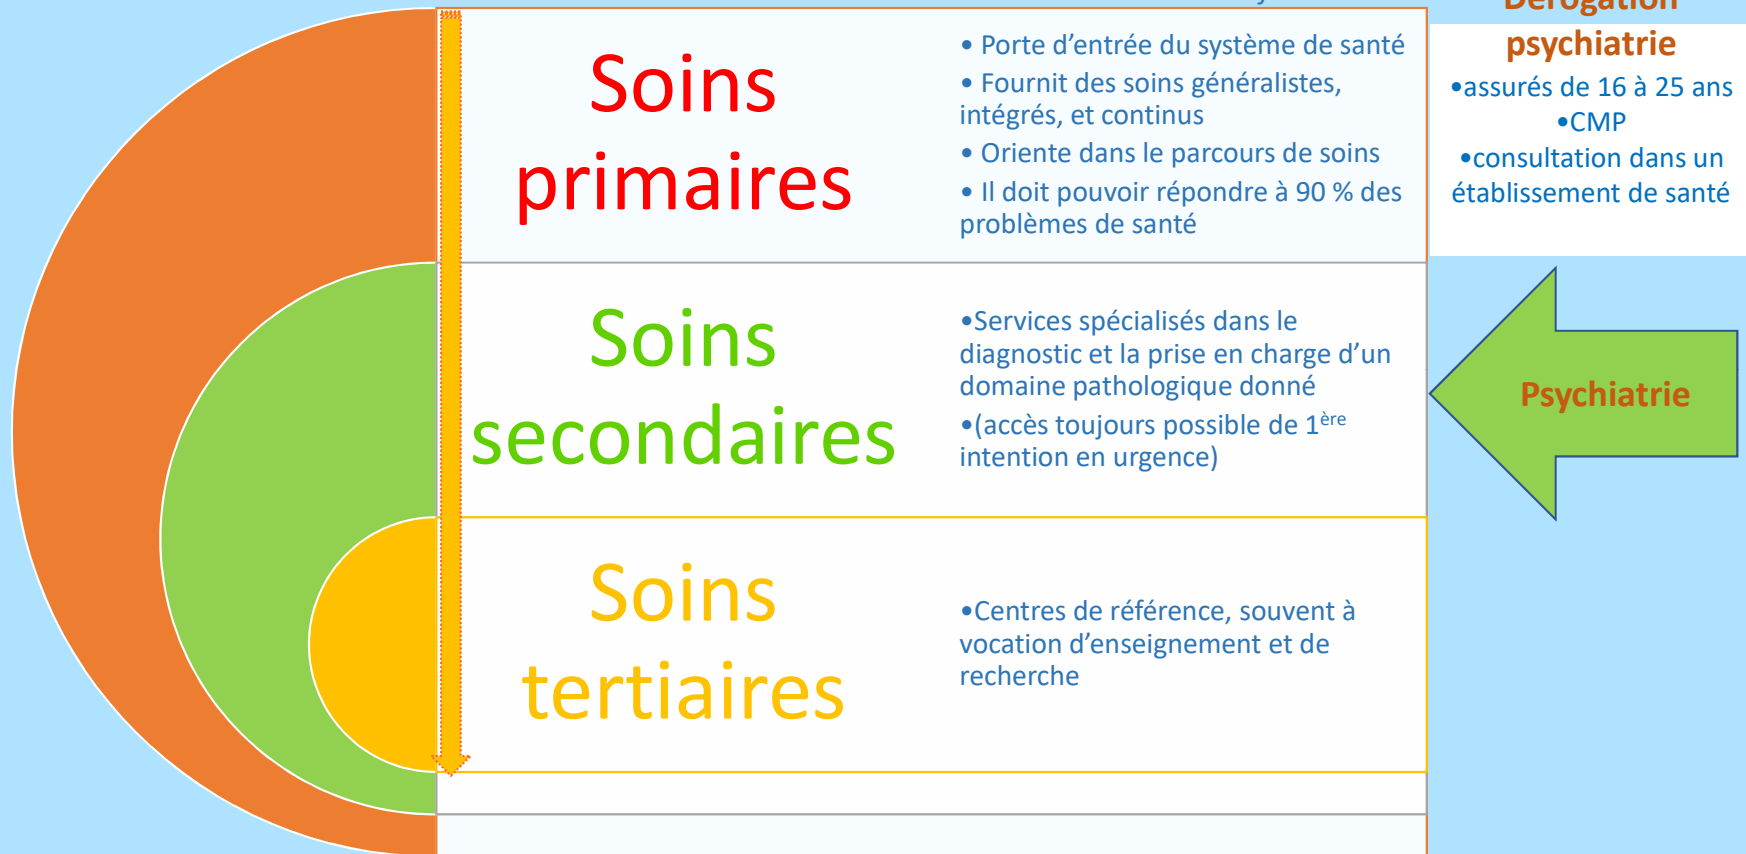 Dérogation
psychiatrie
•assurés de 16 à 25 ans
•CMP
•consultation dans un
établissement de santé
Soins
primaires
• Porte d’entrée du système de santé
• Fournit des soins généralistes,
intégrés, et continus
• Oriente dans le parcours de soins
• Il doit pouvoir répondre à 90 % des
problèmes de santé
Soins
secondaires
•Services spécialisés dans le
diagnostic et la prise en charge d’un
domaine pathologique donné
•(accès toujours possible de 1ère
intention en urgence)
Psychiatrie
Soins
tertiaires
•Centres de référence, souvent à
vocation d’enseignement et de
recherche